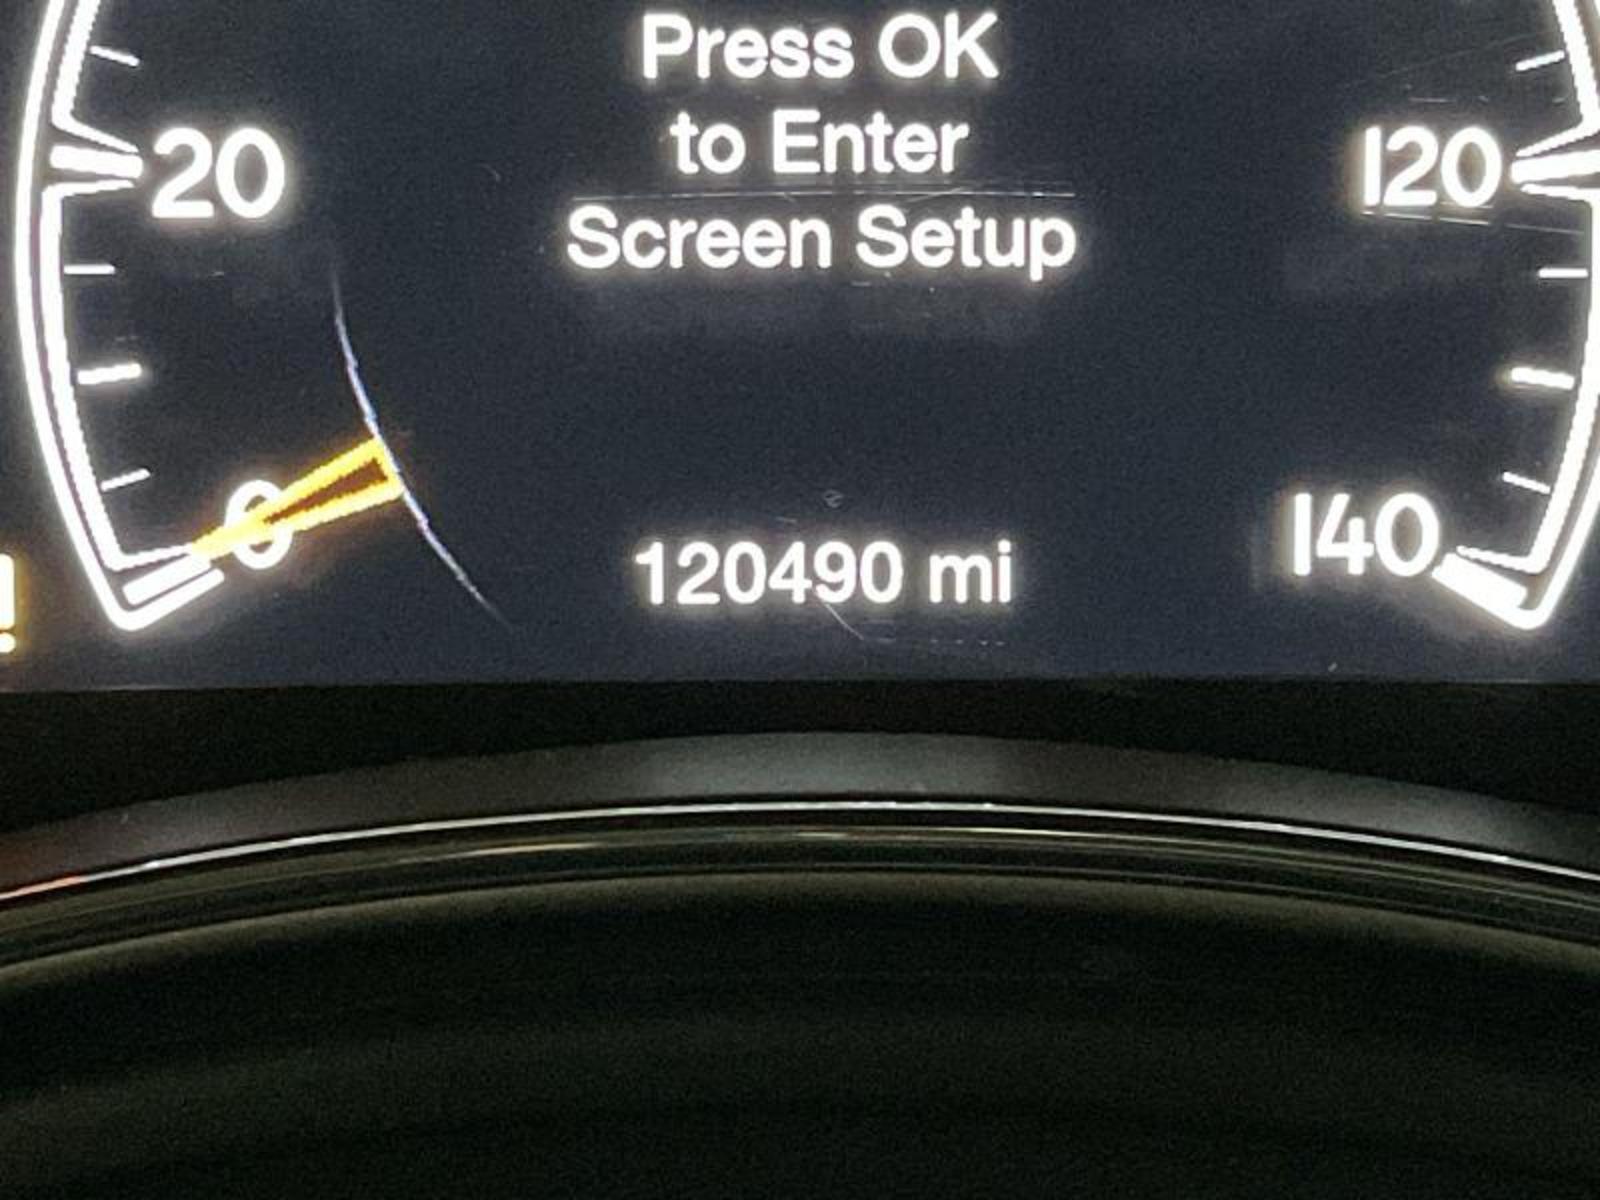 Press OK
to Enter
Screen Setup
20
120
0
140
120490 mi
!